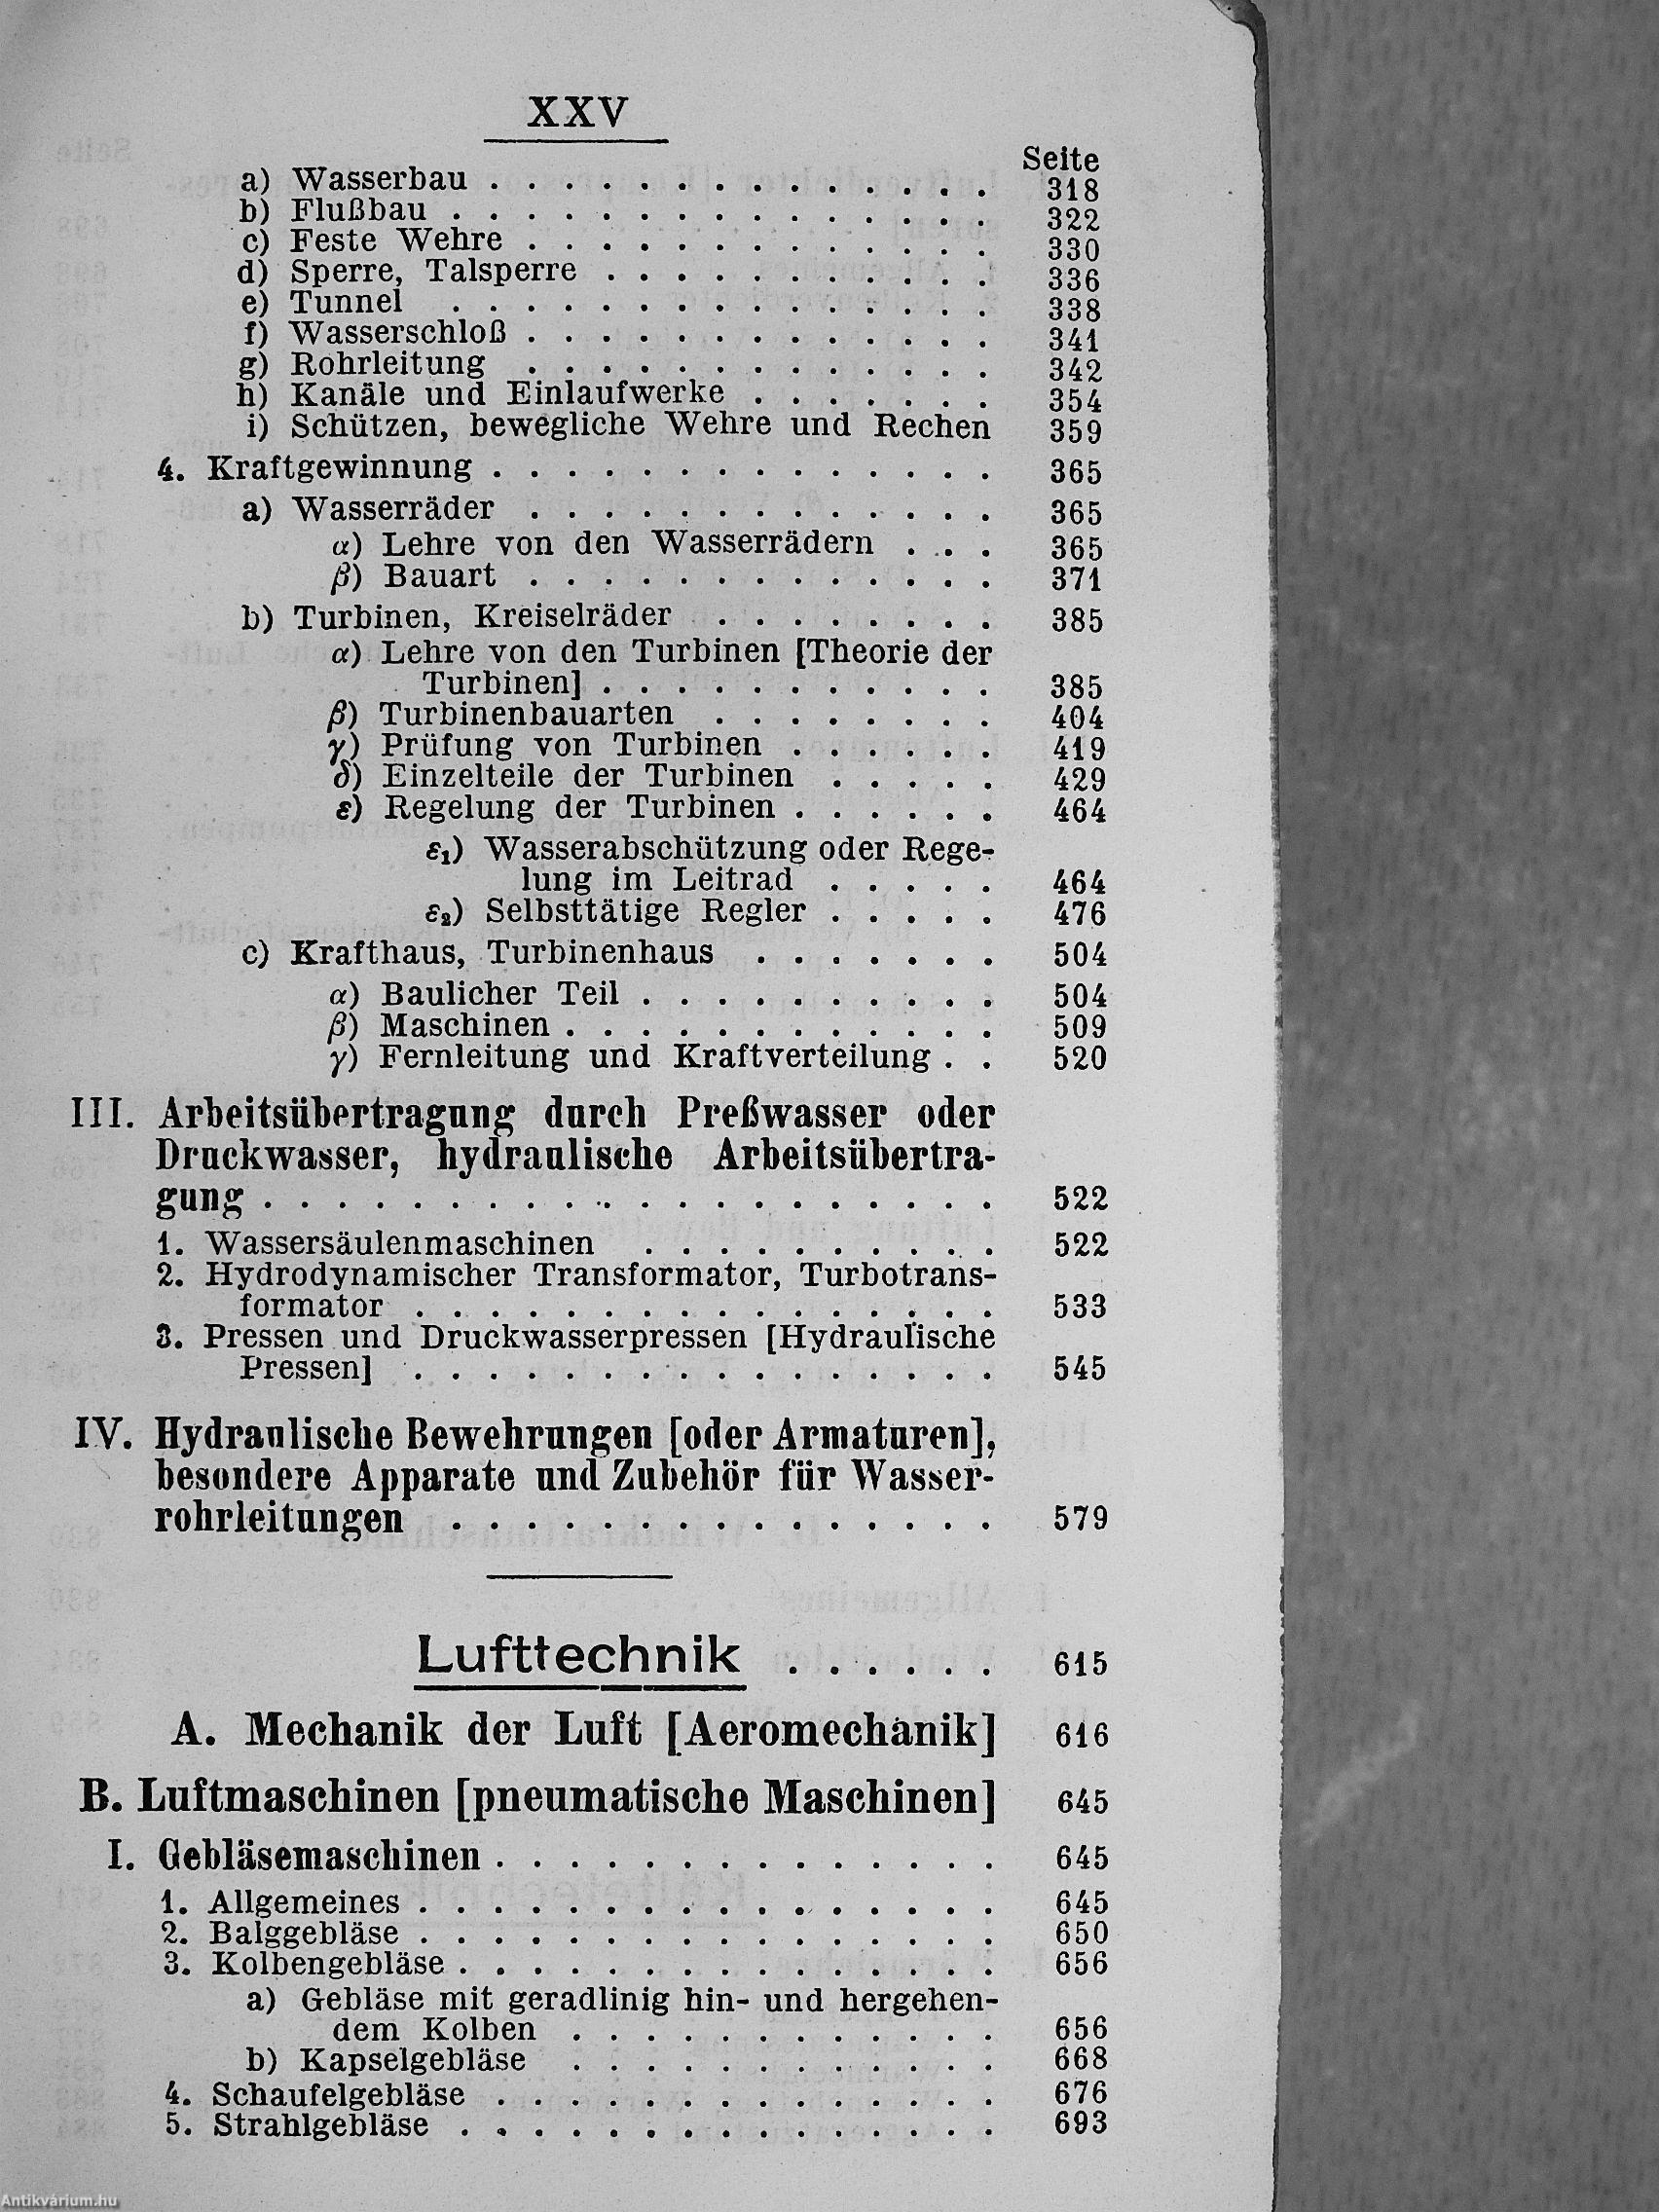 XXV
Seite
a) Wasserbau . . . . . . . . . . . . . . 318
b) Flußbau . . . . . . . . . . . . . . . 322
c) Feste Wehre . . . . . . . . . . . . . 330
d) Sperre, Talsperre . . . . . . . . . . . 336
e) Tunnel . . . . . . . . . . . . . . . 338
f) Wasserschloß . . . . . . . . . . . . . 341
g) Rohrleitung . . . . . . . . . . . . . 342
h) Kanäle und Einlaufwerke . . . . . . . 354
i) Schützen, bewegliche Wehre und Rechen 359
4. Kraftgewinnung . . . . . . . . . . . . . . 365
a) Wasserräder . . . . . . . . . . . . . 365
α) Lehre von den Wasserrädern . . . 365
β) Bauart . . . . . . . . . . . . . 371
b) Turbinen, Kreiselräder . . . . . . . . 385
α) Lehre von den Turbinen [Theorie der
Turbinen] . . . . . . . . . . . 385
β) Turbinenbauarten . . . . . . . . 404
γ) Prüfung von Turbinen . . . . . . 419
δ) Einzelteile der Turbinen . . . . . 429
ε) Regelung der Turbinen . . . . . . 464
ε₁) Wasserabschützung oder Rege-
lung im Leitrad . . . . . 464
ε₂) Selbsttätige Regler . . . . . 476
c) Krafthaus, Turbinenhaus . . . . . . . 504
α) Baulicher Teil . . . . . . . . . . 504
β) Maschinen . . . . . . . . . . . . 509
γ) Fernleitung und Kraftverteilung . . 520
III. Arbeitsübertragung durch Preßwasser oder
Druckwasser, hydraulische Arbeitsübertra-
gung . . . . . . . . . . . . . . . . . . . . 522
1. Wassersäulenmaschinen . . . . . . . . . . 522
2. Hydrodynamischer Transformator, Turbotrans-
formator . . . . . . . . . . . . . . . . 533
3. Pressen und Druckwasserpressen [Hydraulische
Pressen] . . . . . . . . . . . . . . . . 545
IV. Hydraulische Bewehrungen [oder Armaturen],
besondere Apparate und Zubehör für Wasser-
rohrleitungen . . . . . . . . . . . . . . . 579
Lufttechnik . . . . . . 615
A. Mechanik der Luft [Aeromechanik] 616
B. Luftmaschinen [pneumatische Maschinen] 645
I. Gebläsemaschinen . . . . . . . . . . . . . . 645
1. Allgemeines . . . . . . . . . . . . . . . . 645
2. Balggebläse . . . . . . . . . . . . . . . . 650
3. Kolbengebläse . . . . . . . . . . . . . . . 656
a) Gebläse mit geradlinig hin- und hergehen-
dem Kolben . . . . . . . . . . . . 656
b) Kapselgebläse . . . . . . . . . . . . 668
4. Schaufelgebläse . . . . . . . . . . . . . . 676
5. Strahlgebläse . . . . . . . . . . . . . . . 693
Antikvárium.hu